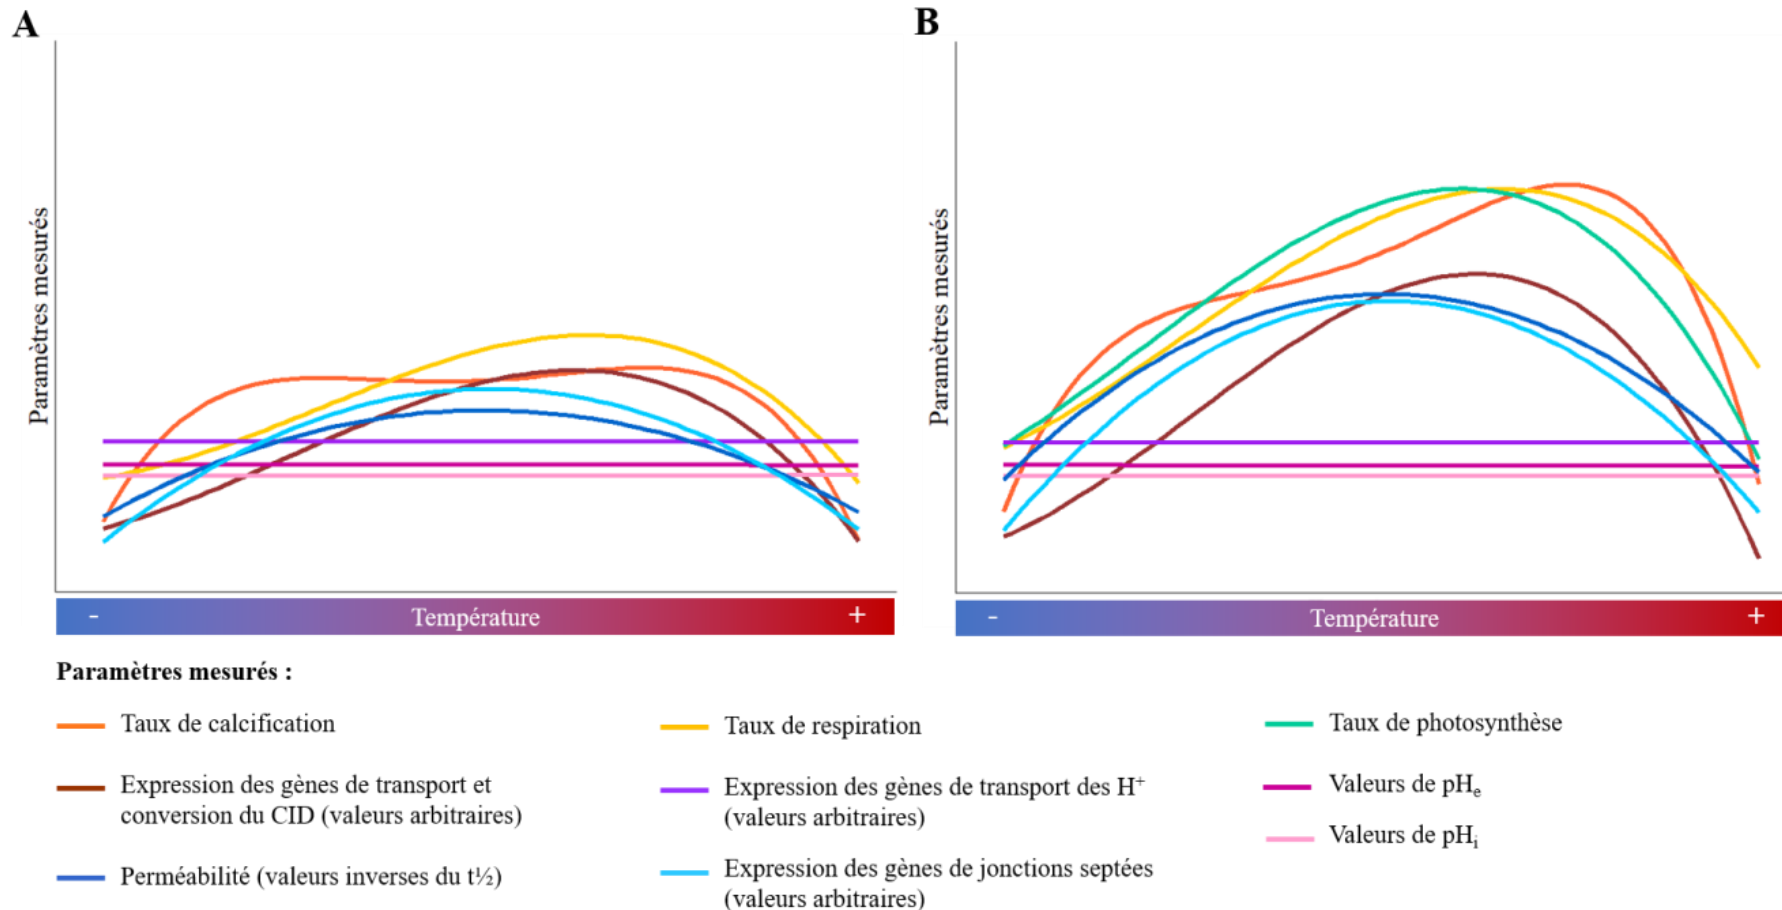 A
B
Paramètres mesurés
Paramètres mesurés
- Température +
- Température +
Paramètres mesurés :
Taux de calcification
Taux de respiration
Taux de photosynthèse
Expression des gènes de transport et
conversion du CID (valeurs arbitraires)
Expression des gènes de transport des H⁺
(valeurs arbitraires)
Valeurs de pHₑ
Valeurs de pHᵢ
Perméabilité (valeurs inverses du t½)
Expression des gènes de jonctions septées
(valeurs arbitraires)